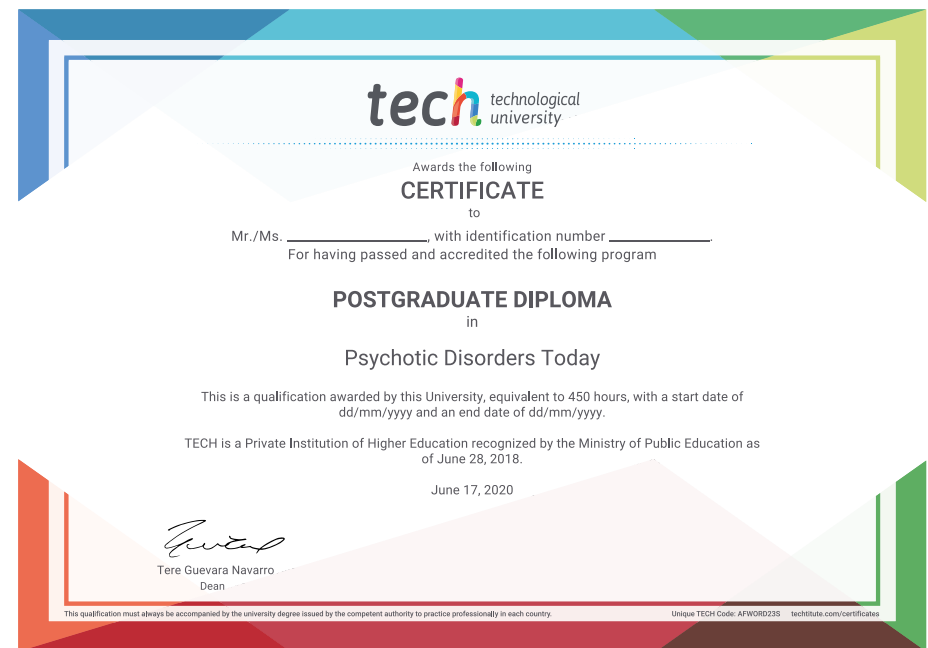 tech technological
university
Awards the following
CERTIFICATE
to
Mr./Ms. ____________________, with identification number ______________.
For having passed and accredited the following program
POSTGRADUATE DIPLOMA
in
Psychotic Disorders Today
This is a qualification awarded by this University, equivalent to 450 hours, with a start date of
dd/mm/yyyy and an end date of dd/mm/yyyy.
TECH is a Private Institution of Higher Education recognized by the Ministry of Public Education as
of June 28, 2018.
June 17, 2020
Tere Guevara Navarro
Dean
This qualification must always be accompanied by the university degree issued by the competent authority to practice professionally in each country. Unique TECH Code: AFWORD23S techtitute.com/certificates